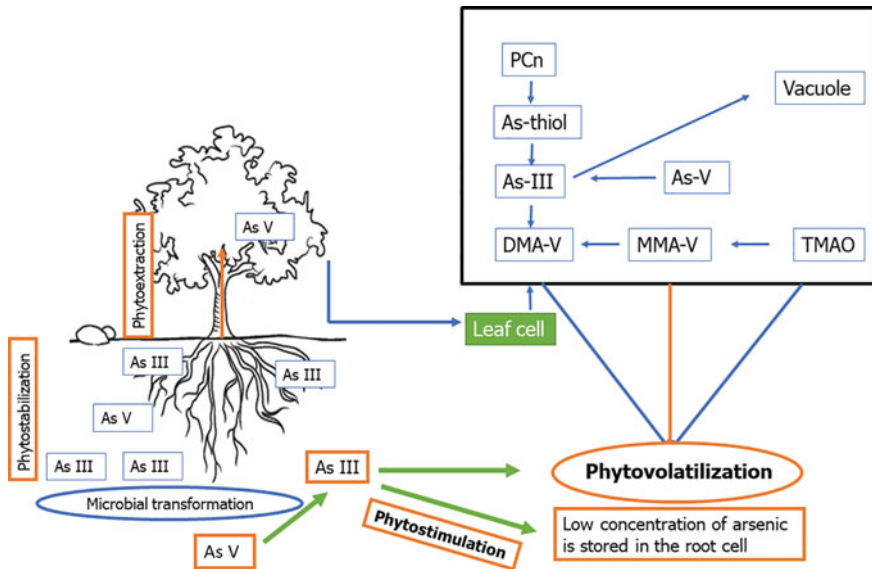 PCn
Vacuole
As-thiol
As-III
As-V
DMA-V
MMA-V
TMAO
Leaf cell
As V
Phytoextraction
Phytostabilization
As III
As III
As V
As III
As III
Microbial transformation
As III
As V
Phytostimulation
Phytovolatilization
Low concentration of arsenic
is stored in the root cell